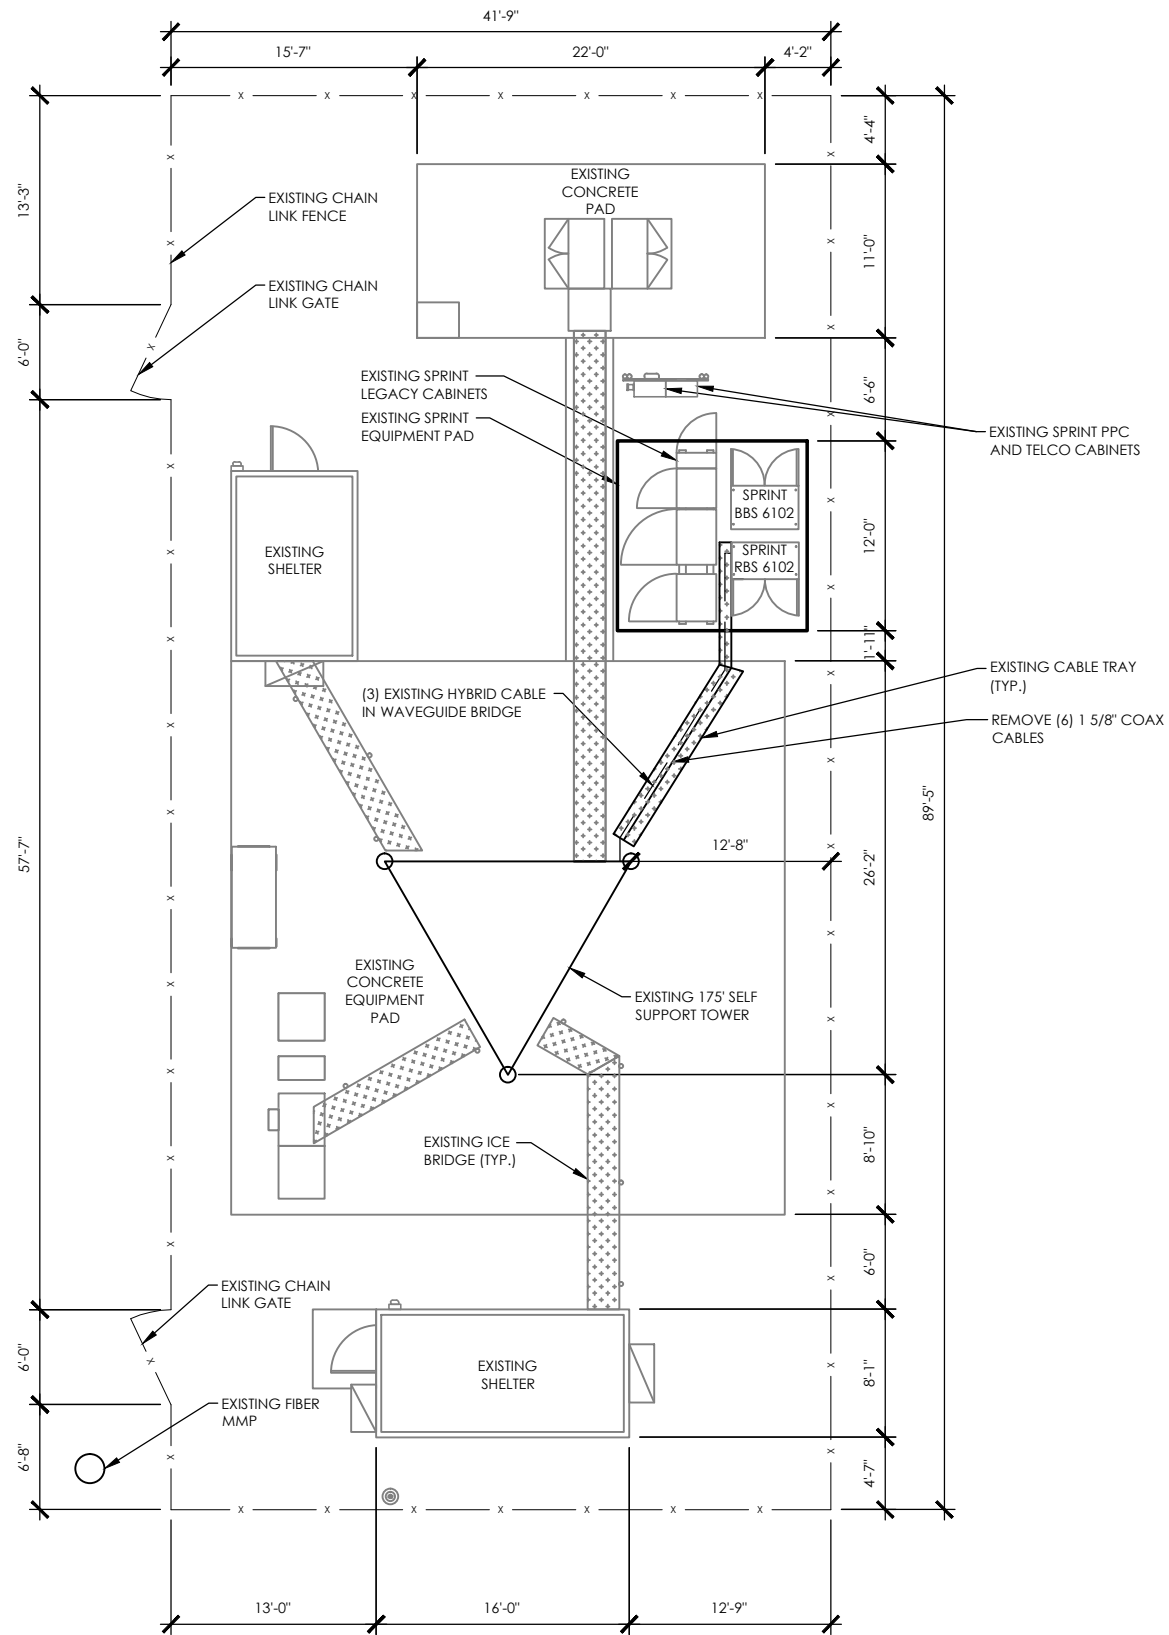 41'-9"
15'-7"
22'-0"
4'-2"
4'-4"
13'-3"
EXISTING
CONCRETE
PAD
EXISTING CHAIN
LINK FENCE
11'-0"
EXISTING CHAIN
LINK GATE
6'-0"
EXISTING SPRINT
LEGACY CABINETS
EXISTING SPRINT
EQUIPMENT PAD
6'-6"
EXISTING SPRINT PPC
AND TELCO CABINETS
SPRINT
BBS 6102
EXISTING
SHELTER
SPRINT
RBS 6102
12'-0"
1'-11"
(3) EXISTING HYBRID CABLE
IN WAVEGUIDE BRIDGE
EXISTING CABLE TRAY
(TYP.)
REMOVE (6) 1 5/8" COAX
CABLES
89'-5"
12'-8"
57'-7"
26'-2"
EXISTING
CONCRETE
EQUIPMENT
PAD
EXISTING 175' SELF
SUPPORT TOWER
EXISTING ICE
BRIDGE (TYP.)
8'-10"
6'-0"
EXISTING CHAIN
LINK GATE
6'-0"
EXISTING
SHELTER
8'-1"
EXISTING FIBER
MMP
6'-8"
4'-7"
13'-0"
16'-0"
12'-9"